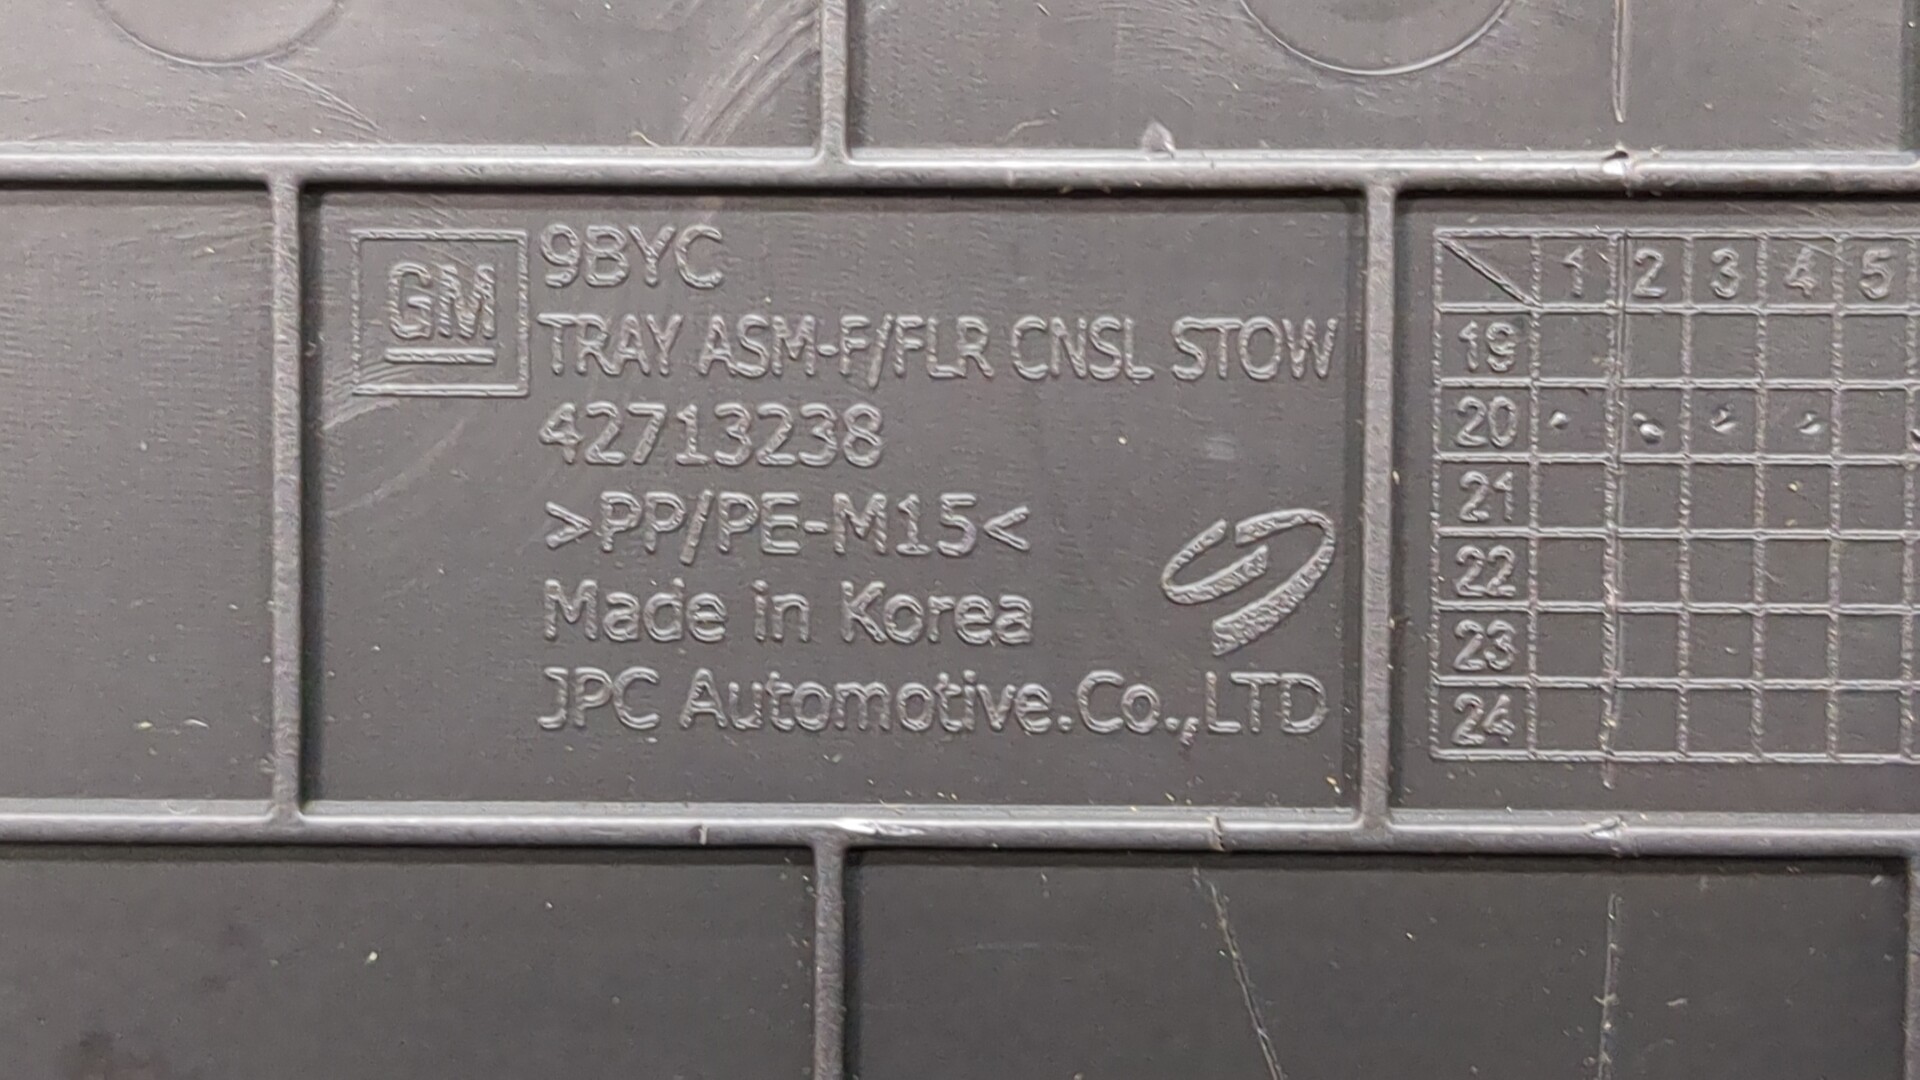 GM
9BYC
TRAY ASM-F/FLR CNSL STOW
42713238
>PP/PE-M15<
Made in Korea
JPC Automotive.Co.,LTD
1 2 3 4 5
19
20
21
22
23
24